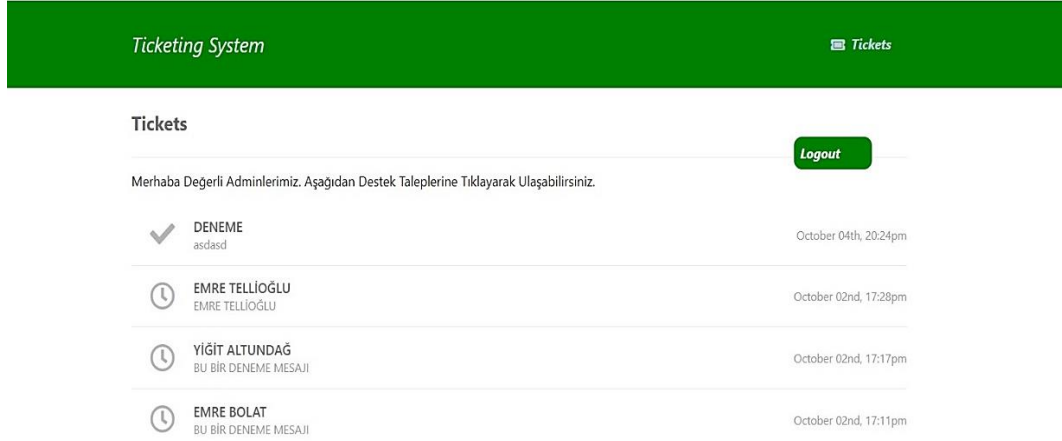 Ticketing System
Tickets
Tickets
Logout
Merhaba Değerli Adminlerimiz. Aşağıdan Destek Taleplerine Tıklayarak Ulaşabilirsiniz.
DENEME
asdasd
October 04th, 20:24pm
EMRE TELLİOĞLU
EMRE TELLİOĞLU
October 02nd, 17:28pm
YİĞİT ALTUNDAĞ
BU BİR DENEME MESAJI
October 02nd, 17:17pm
EMRE BOLAT
BU BİR DENEME MESAJI
October 02nd, 17:11pm